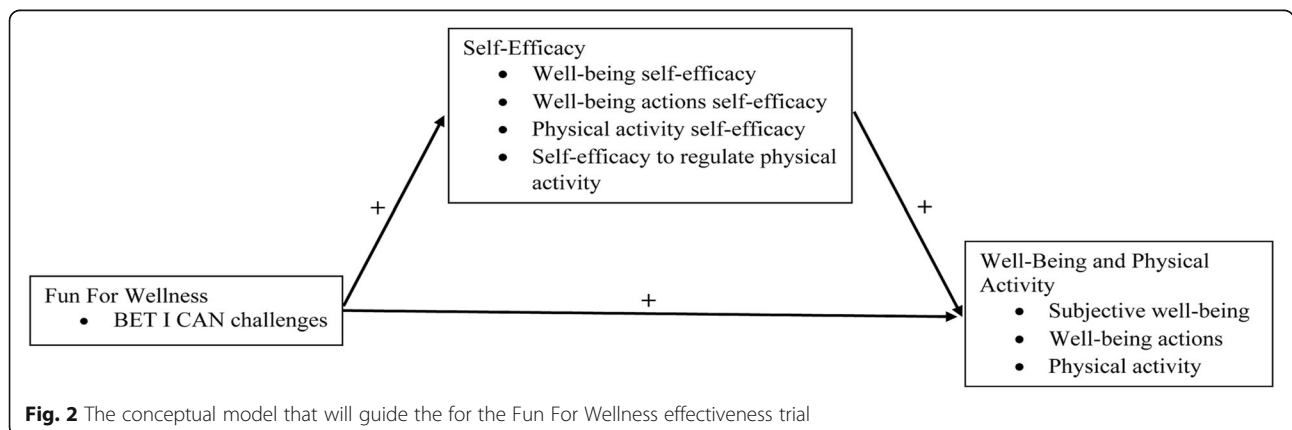 Self-Efficacy
• Well-being self-efficacy
• Well-being actions self-efficacy
• Physical activity self-efficacy
• Self-efficacy to regulate physical
activity
+
+
Fun For Wellness
• BET I CAN challenges
+
Well-Being and Physical
Activity
• Subjective well-being
• Well-being actions
• Physical activity
Fig. 2 The conceptual model that will guide the for the Fun For Wellness effectiveness trial